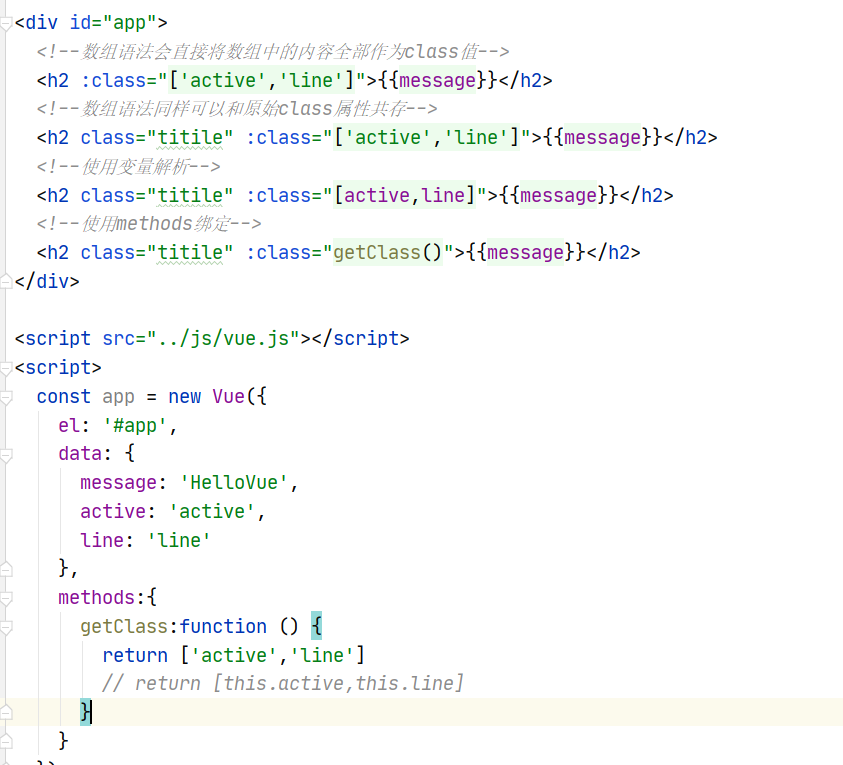 <div id="app">
<!--数组语法会直接将数组中的内容全部作为class值-->
<h2 :class="['active','line']">{{message}}</h2>
<!--数组语法同样可以和原始class属性共存-->
<h2 class="titile" :class="['active','line']">{{message}}</h2>
<!--使用变量解析-->
<h2 class="titile" :class="[active,line]">{{message}}</h2>
<!--使用methods绑定-->
<h2 class="titile" :class="getClass()">{{message}}</h2>
</div>
<script src="../js/vue.js"></script>
<script>
const app = new Vue({
el: '#app',
data: {
message: 'HelloVue',
active: 'active',
line: 'line'
},
methods:{
getClass:function () {
return ['active','line']
// return [this.active,this.line]
}
}